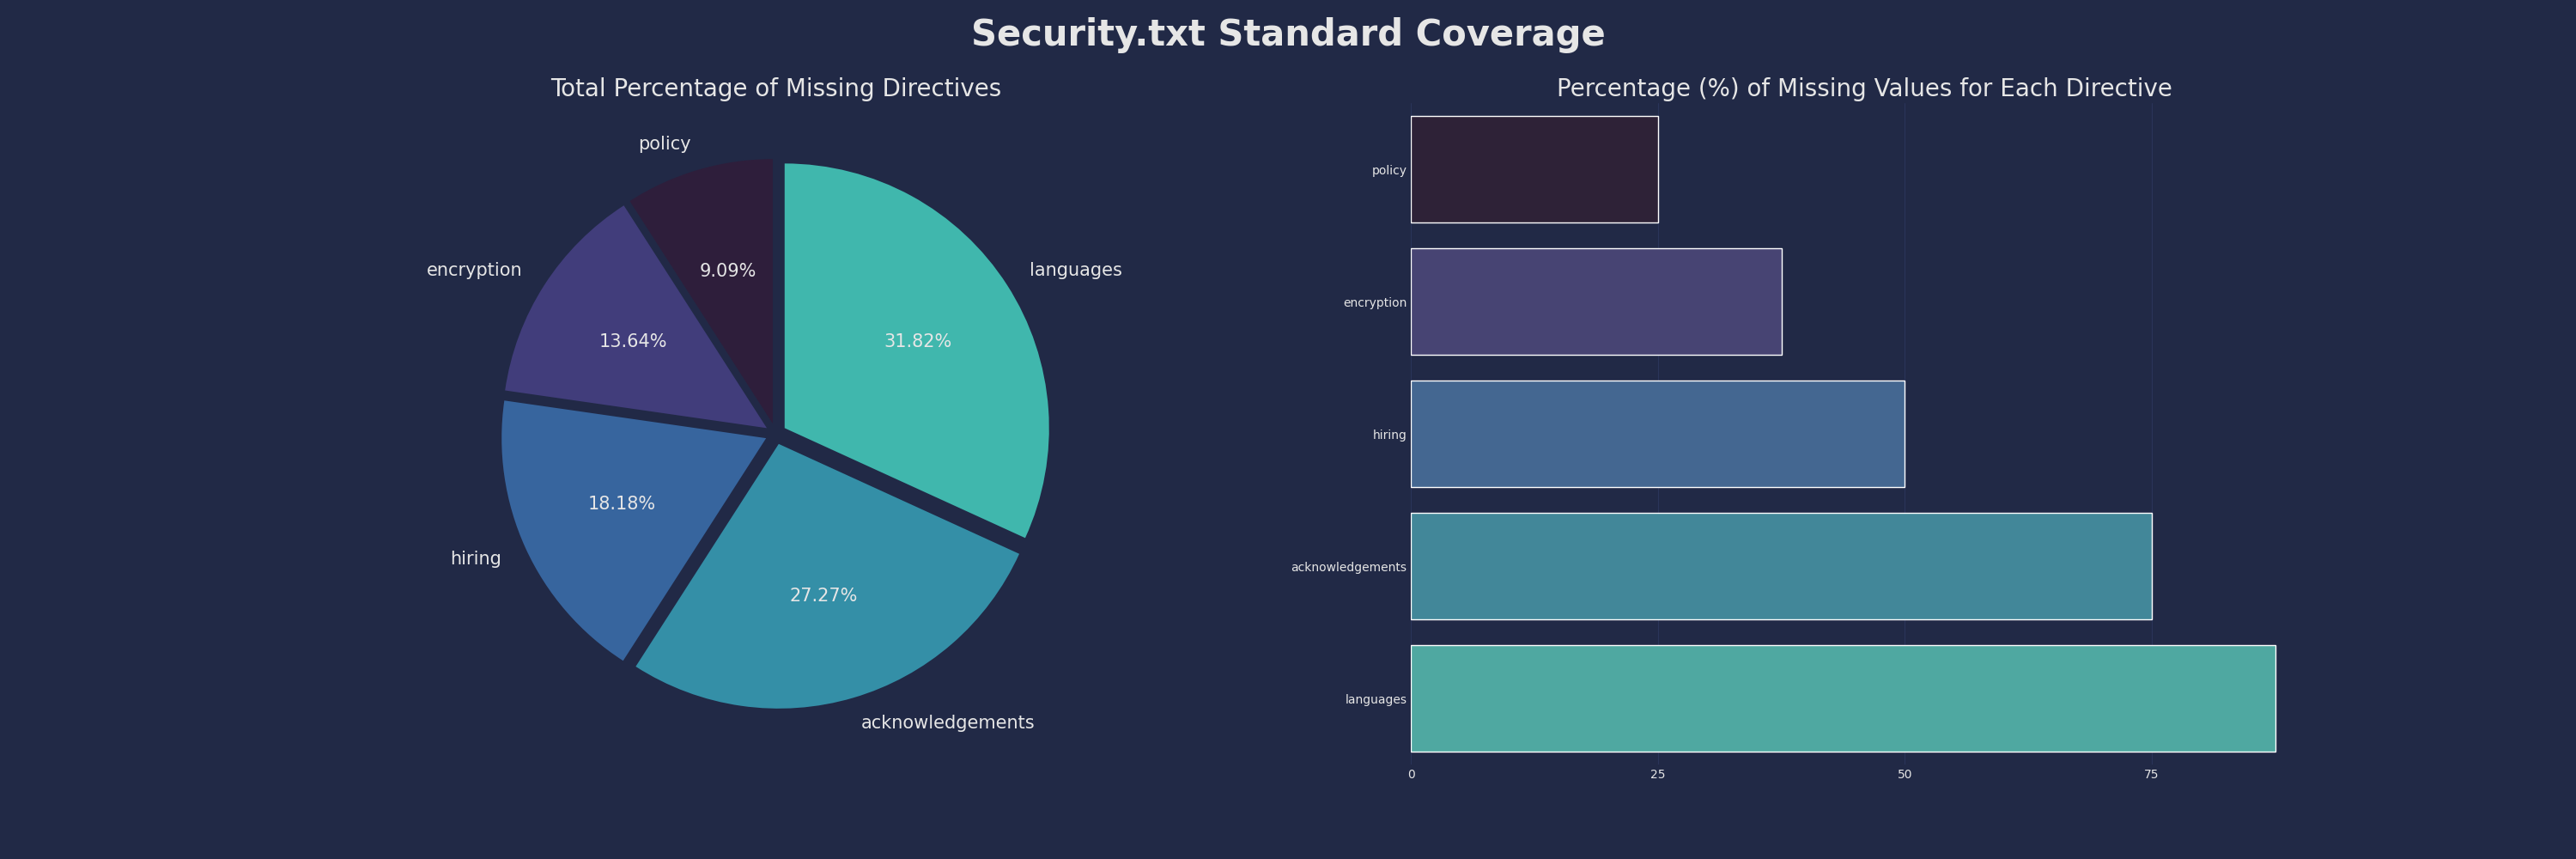 Security.txt Standard Coverage
Total Percentage of Missing Directives
policy
encryption
languages
9.09%
13.64%
31.82%
18.18%
hiring
27.27%
acknowledgements
Percentage (%) of Missing Values for Each Directive
policy
encryption
hiring
acknowledgements
languages
0 25 50 75